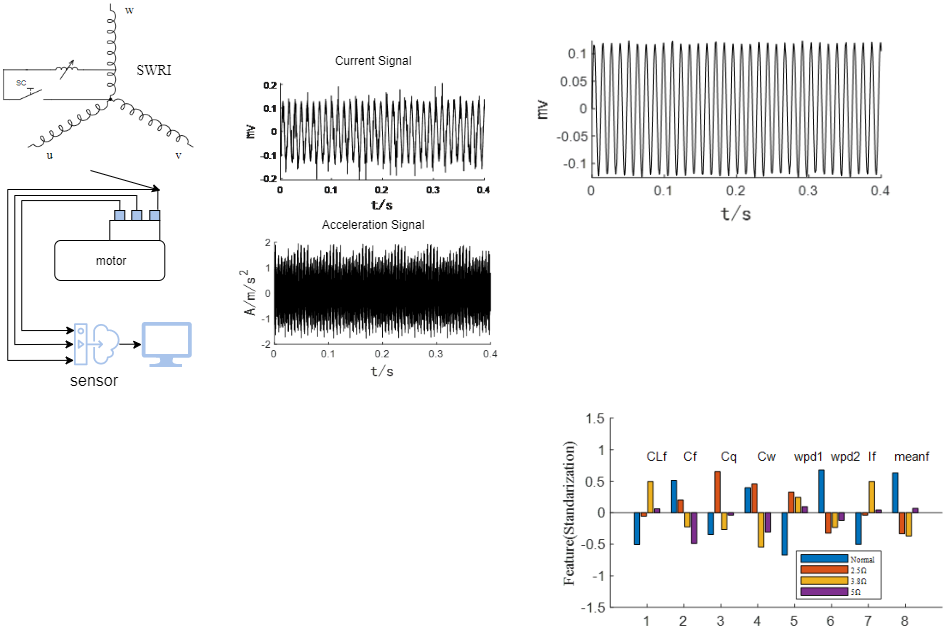 w
SWRI
SC
u
v
motor
sensor
Current Signal
0.2
0.1
0
-0.1
-0.2
mv
0 0.1 0.2 0.3 0.4
t/s
Acceleration Signal
2
1
0
-1
-2
A/m/s²
0 0.1 0.2 0.3 0.4
t/s
0.1
0.05
0
-0.05
-0.1
mv
0 0.1 0.2 0.3 0.4
t/s
1.5
1
0.5
0
-0.5
-1
-1.5
Feature(Standarization)
CLf Cf Cq Cw wpd1 wpd2 If meanf
Normal
2.5Ω
3.8Ω
5Ω
1 2 3 4 5 6 7 8